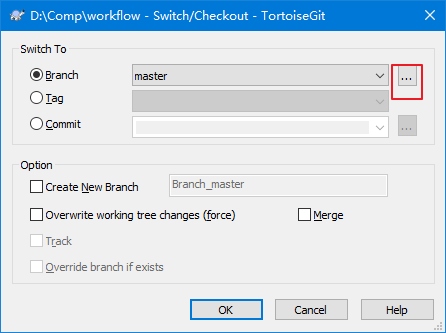 D:\Comp\workflow - Switch/Checkout - TortoiseGit
Switch To
Branch master ...
Tag
Commit ...
Option
Create New Branch Branch_master
Overwrite working tree changes (force) Merge
Track
Override branch if exists
OK Cancel Help